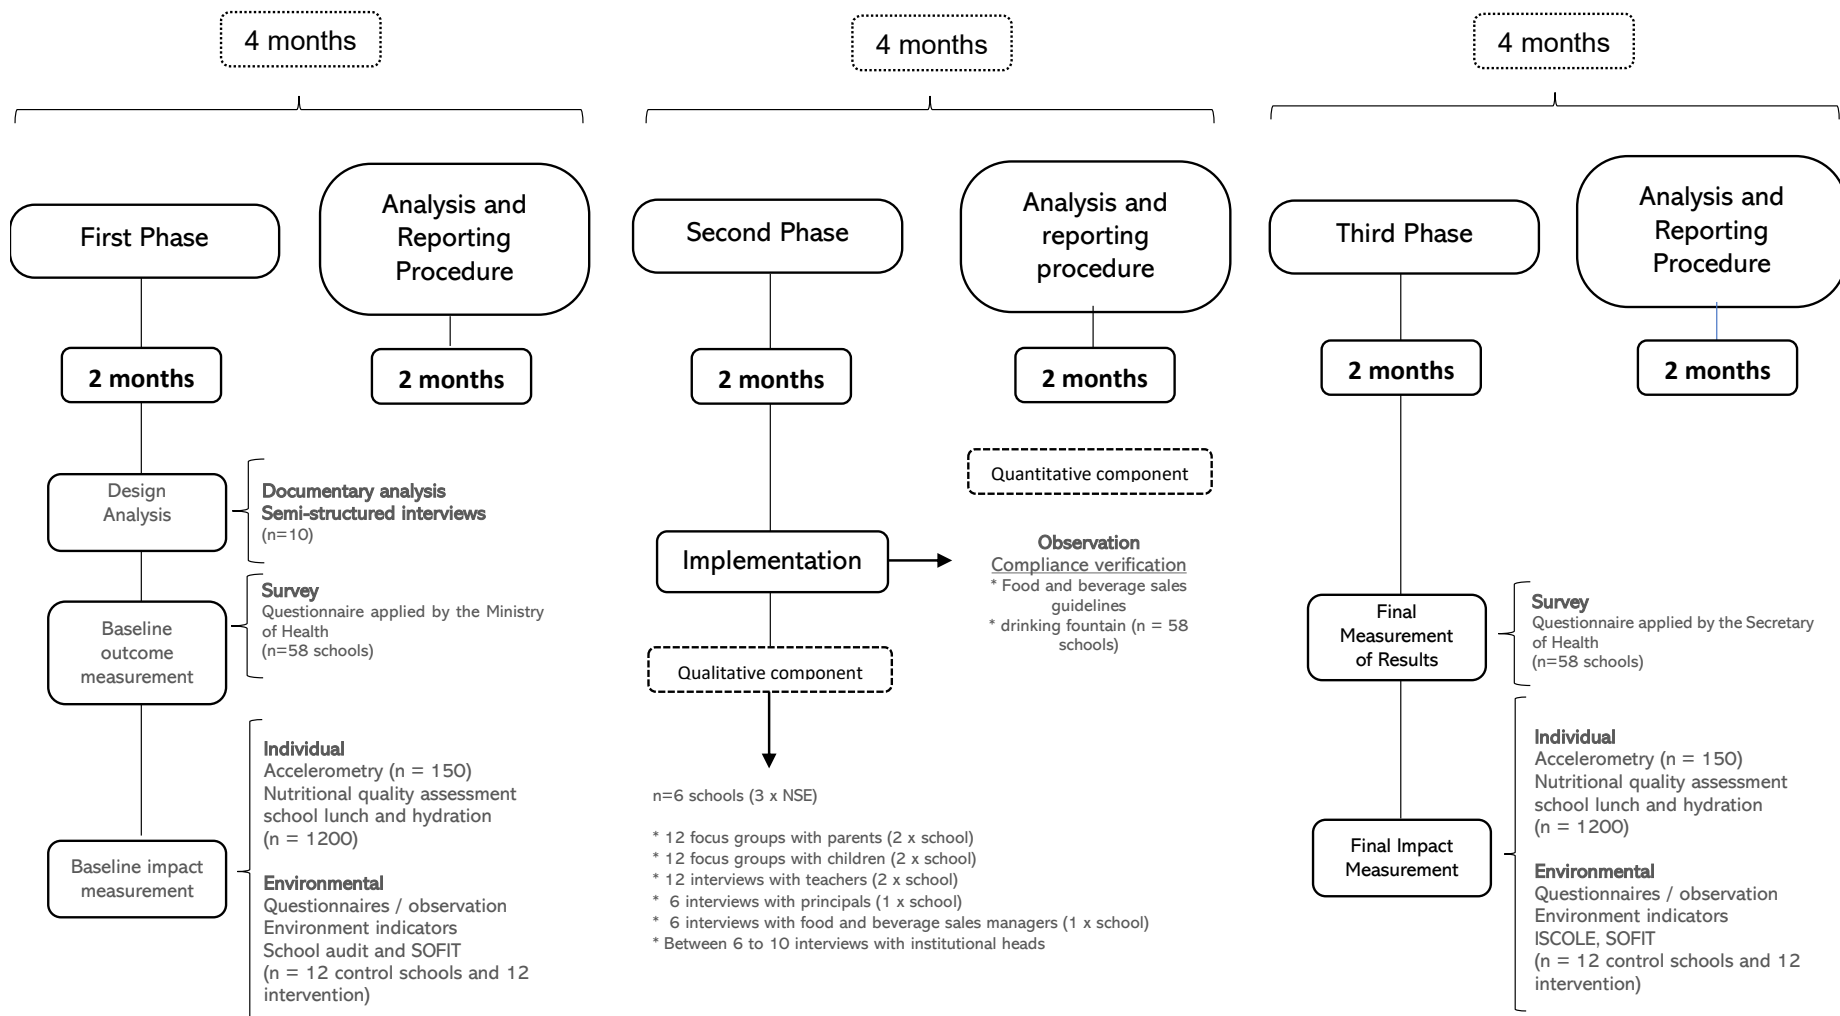 4 months
4 months
4 months
First Phase
Analysis and
Reporting
Procedure
Second Phase
Analysis and
reporting
procedure
Third Phase
Analysis and
Reporting
Procedure
2 months
2 months
2 months
2 months
2 months
2 months
Design
Analysis
Documentary analysis
Semi-structured interviews
(n=10)
Baseline
outcome
measurement
Survey
Questionnaire applied by the Ministry
of Health
(n=58 schools)
Baseline impact
measurement
Individual
Accelerometry (n = 150)
Nutritional quality assessment
school lunch and hydration
(n = 1200)
Environmental
Questionnaires / observation
Environment indicators
School audit and SOFIT
(n = 12 control schools and 12
intervention)
Implementation
Quantitative component
Observation
Compliance verification
* Food and beverage sales
guidelines
* drinking fountain (n = 58
schools)
Qualitative component
n=6 schools (3 x NSE)
* 12 focus groups with parents (2 x school)
* 12 focus groups with children (2 x school)
* 12 interviews with teachers (2 x school)
* 6 interviews with principals (1 x school)
* 6 interviews with food and beverage sales managers (1 x school)
* Between 6 to 10 interviews with institutional heads
Final
Measurement
of Results
Survey
Questionnaire applied by the Secretary
of Health
(n=58 schools)
Final Impact
Measurement
Individual
Accelerometry (n = 150)
Nutritional quality assessment
school lunch and hydration
(n = 1200)
Environmental
Questionnaires / observation
Environment indicators
ISCOLE, SOFIT
(n = 12 control schools and 12
intervention)